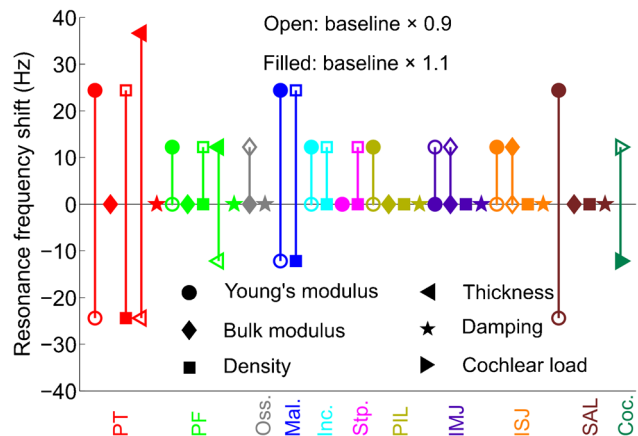 Open: baseline × 0.9
Filled: baseline × 1.1
Resonance frequency shift (Hz)
40
30
20
10
0
−10
−20
−30
−40
Young's modulus
Thickness
Bulk modulus
Damping
Density
Cochlear load
PT
PF
Oss.
Mal.
Inc.
Stp.
PIL
IMJ
ISJ
SAL
Coc.